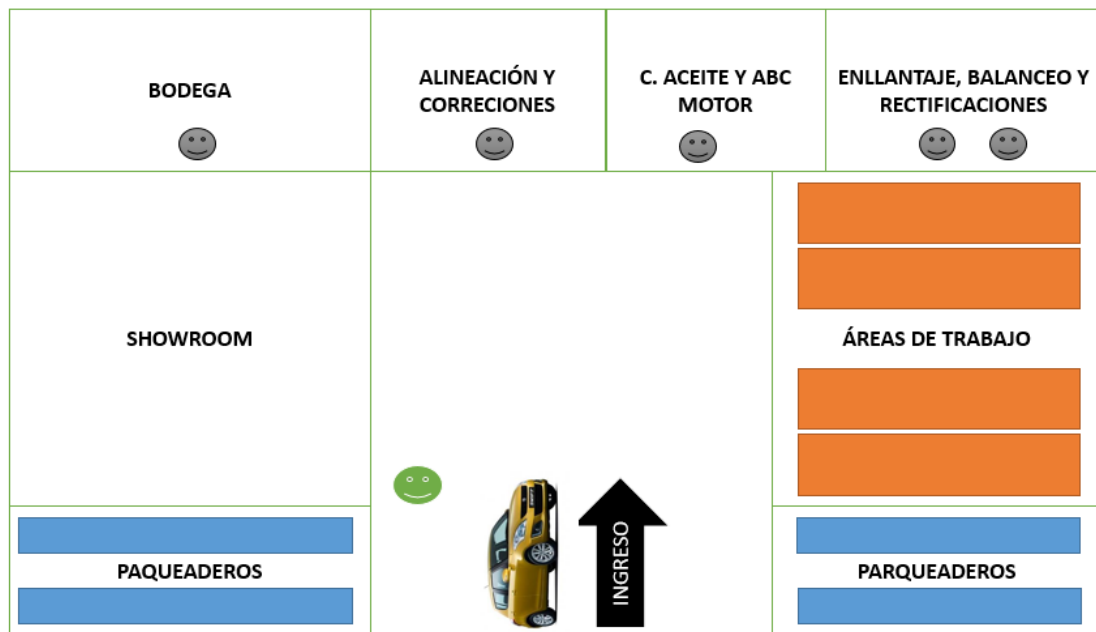 BODEGA
ALINEACIÓN Y
CORRECIONES
C. ACEITE Y ABC
MOTOR
ENLLANTAJE, BALANCEO Y
RECTIFICACIONES
SHOWROOM
ÁREAS DE TRABAJO
INGRESO
PAQUEADEROS
PARQUEADEROS